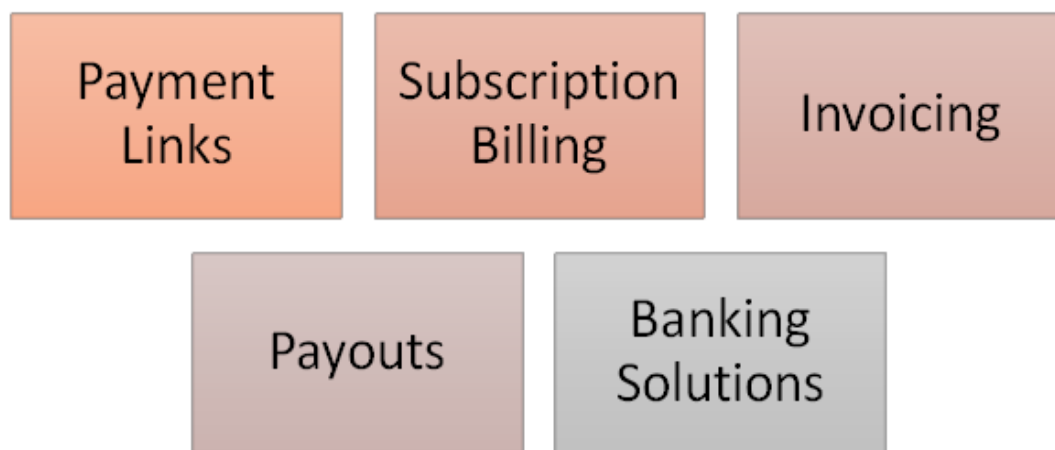 Payment
Links
Subscription
Billing
Invoicing
Payouts
Banking
Solutions